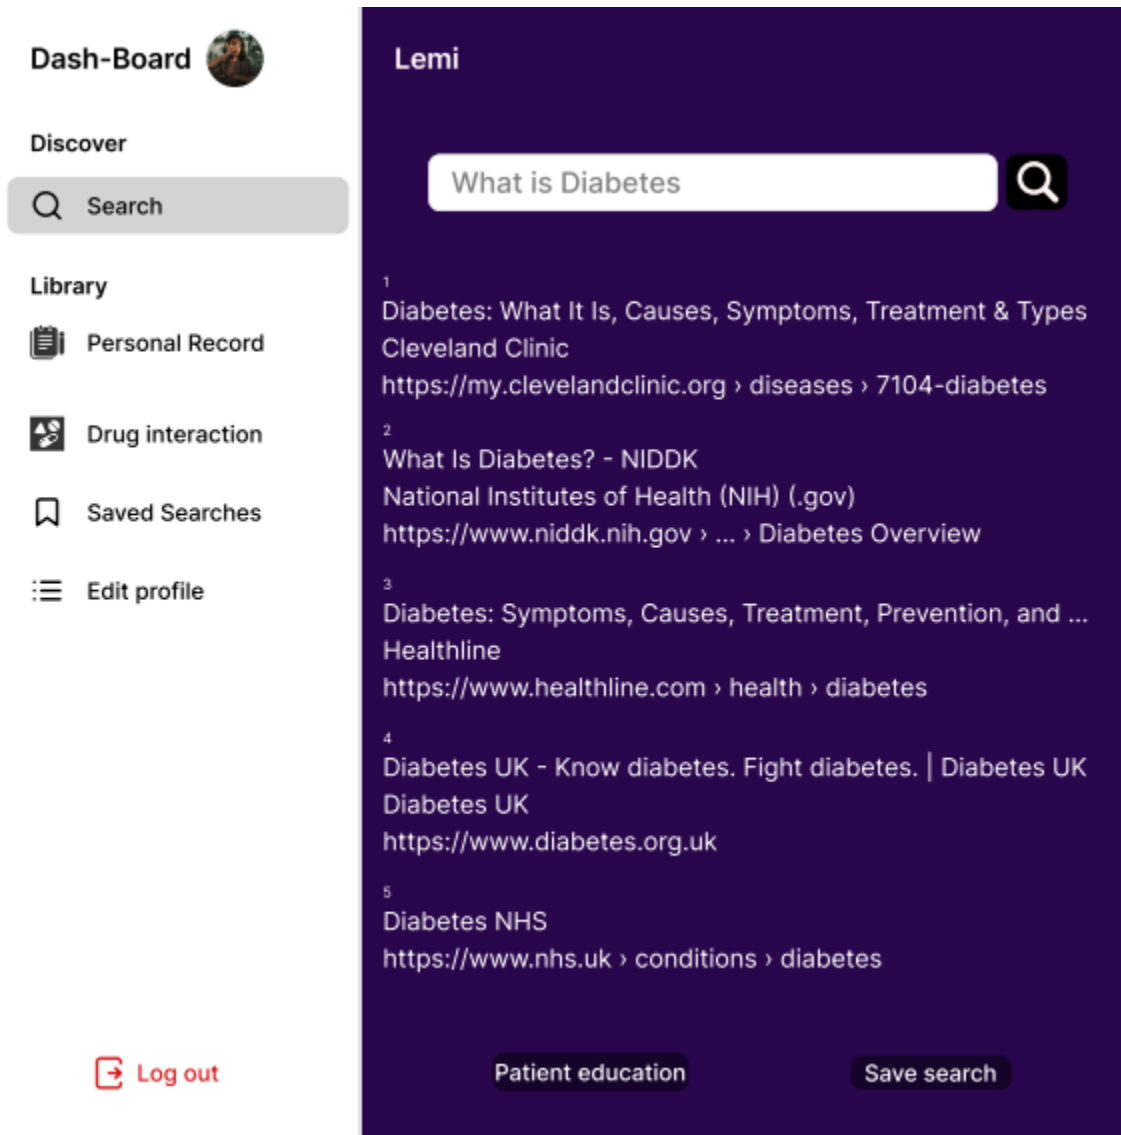 Dash-Board
Discover
Search
Library
Personal Record
Drug interaction
Saved Searches
Edit profile
Log out
Lemi
What is Diabetes
1
Diabetes: What It Is, Causes, Symptoms, Treatment & Types
Cleveland Clinic
https://my.clevelandclinic.org › diseases › 7104-diabetes
2
What Is Diabetes? - NIDDK
National Institutes of Health (NIH) (.gov)
https://www.niddk.nih.gov › ... › Diabetes Overview
3
Diabetes: Symptoms, Causes, Treatment, Prevention, and ...
Healthline
https://www.healthline.com › health › diabetes
4
Diabetes UK - Know diabetes. Fight diabetes. | Diabetes UK
Diabetes UK
https://www.diabetes.org.uk
5
Diabetes NHS
https://www.nhs.uk › conditions › diabetes
Patient education
Save search